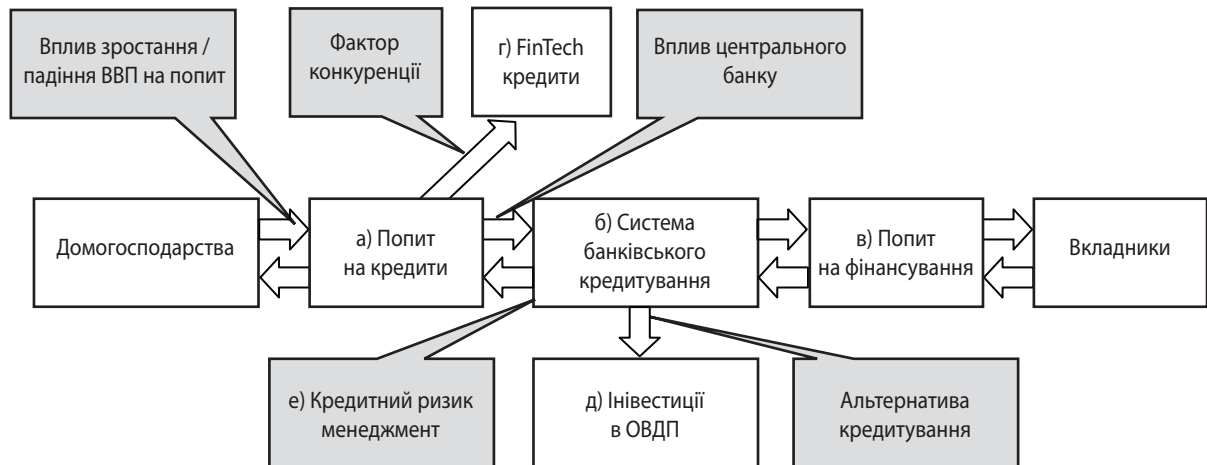 Вплив зростання /
падіння ВВП на попит
Фактор
конкуренції
г) FinTech
кредити
Вплив центрального
банку
Домогосподарства
а) Попит
на кредити
б) Система
банківського
кредитування
в) Попит
на фінансування
Вкладники
е) Кредитний ризик
менеджмент
д) Інівестиції
в ОВДП
Альтернатива
кредитування